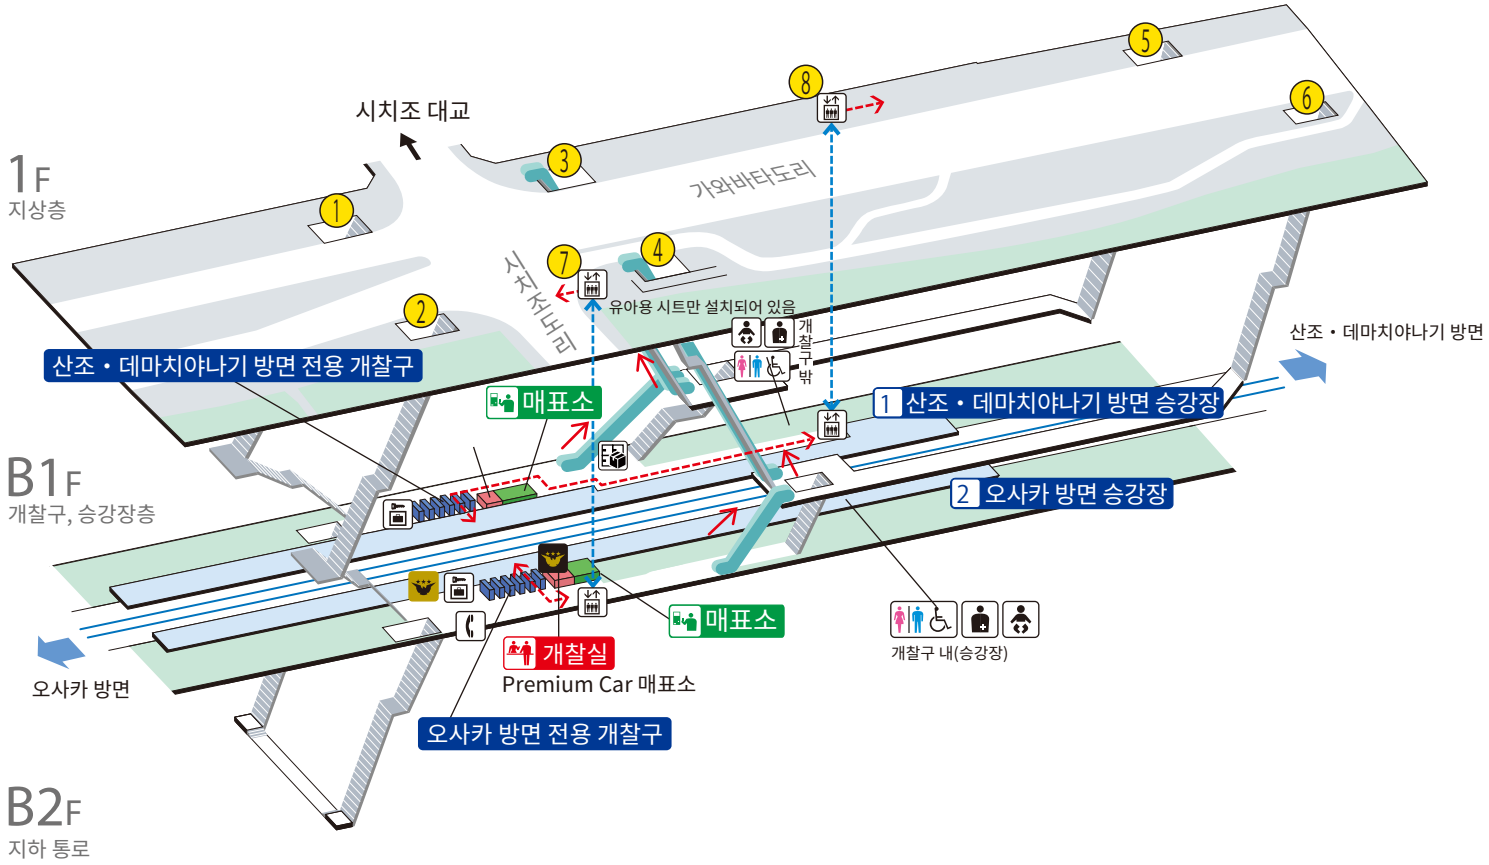 1F
지상층
시치조 대교
1
2
3
4
5
6
7
8
가와바타도리
시치조도리
유아용 시트만 설치되어 있음
개찰구 밖
산조・데마치야나기 방면
산조・데마치야나기 방면 전용 개찰구
매표소
1 산조・데마치야나기 방면 승강장
B1F
개찰구, 승강장층
2 오사카 방면 승강장
매표소
개찰실
Premium Car 매표소
개찰구 내(승강장)
오사카 방면
오사카 방면 전용 개찰구
B2F
지하 통로